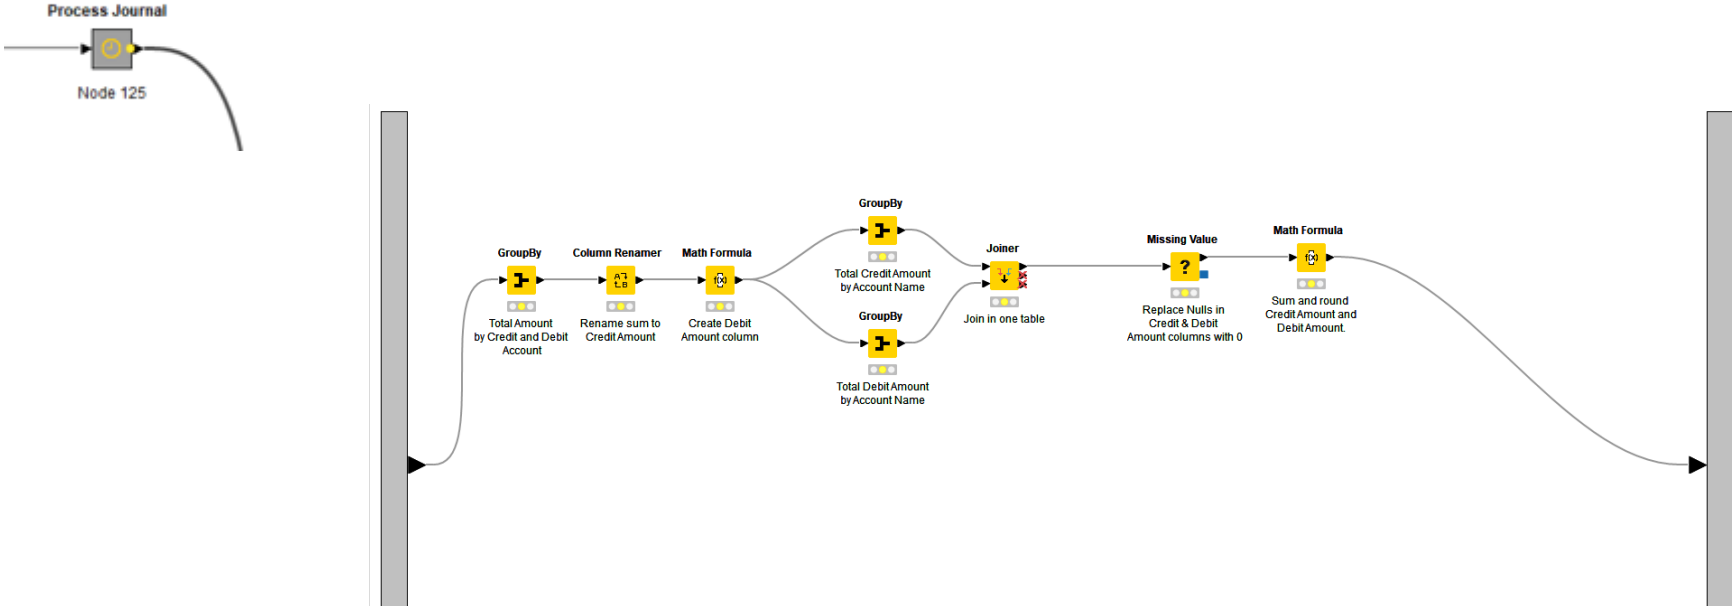 Process Journal
Node 125
GroupBy
Total Amount
by Credit and Debit
Account
Column Renamer
A
B
Rename sum to
Credit Amount
Math Formula
f(x)
Create Debit
Amount column
GroupBy
Total Credit Amount
by Account Name
GroupBy
Total Debit Amount
by Account Name
Joiner
Join in one table
Missing Value
?
Replace Nulls in
Credit & Debit
Amount columns with 0
Math Formula
f(x)
Sum and round
Credit Amount and
Debit Amount.